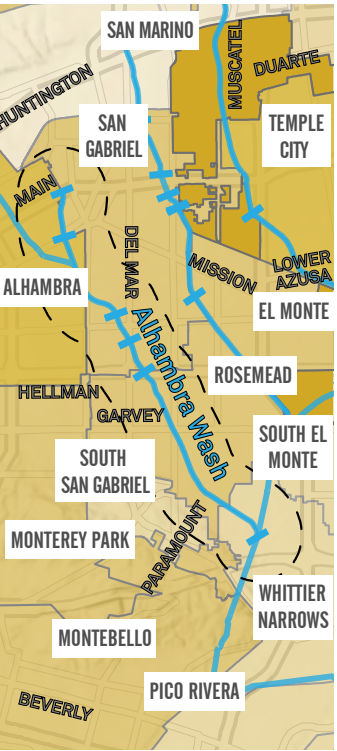 SAN MARINO
MUSCATEL
DUARTE
HUNTINGTON
SAN
GABRIEL
TEMPLE
CITY
MAIN
DEL MAR
MISSION
LOWER
AZUSA
ALHAMBRA
EL MONTE
Alhambra Wash
ROSEMEAD
HELLMAN
GARVEY
SOUTH EL
MONTE
SOUTH
SAN GABRIEL
PARAMOUNT
MONTEREY PARK
WHITTIER
NARROWS
MONTEBELLO
PICO RIVERA
BEVERLY